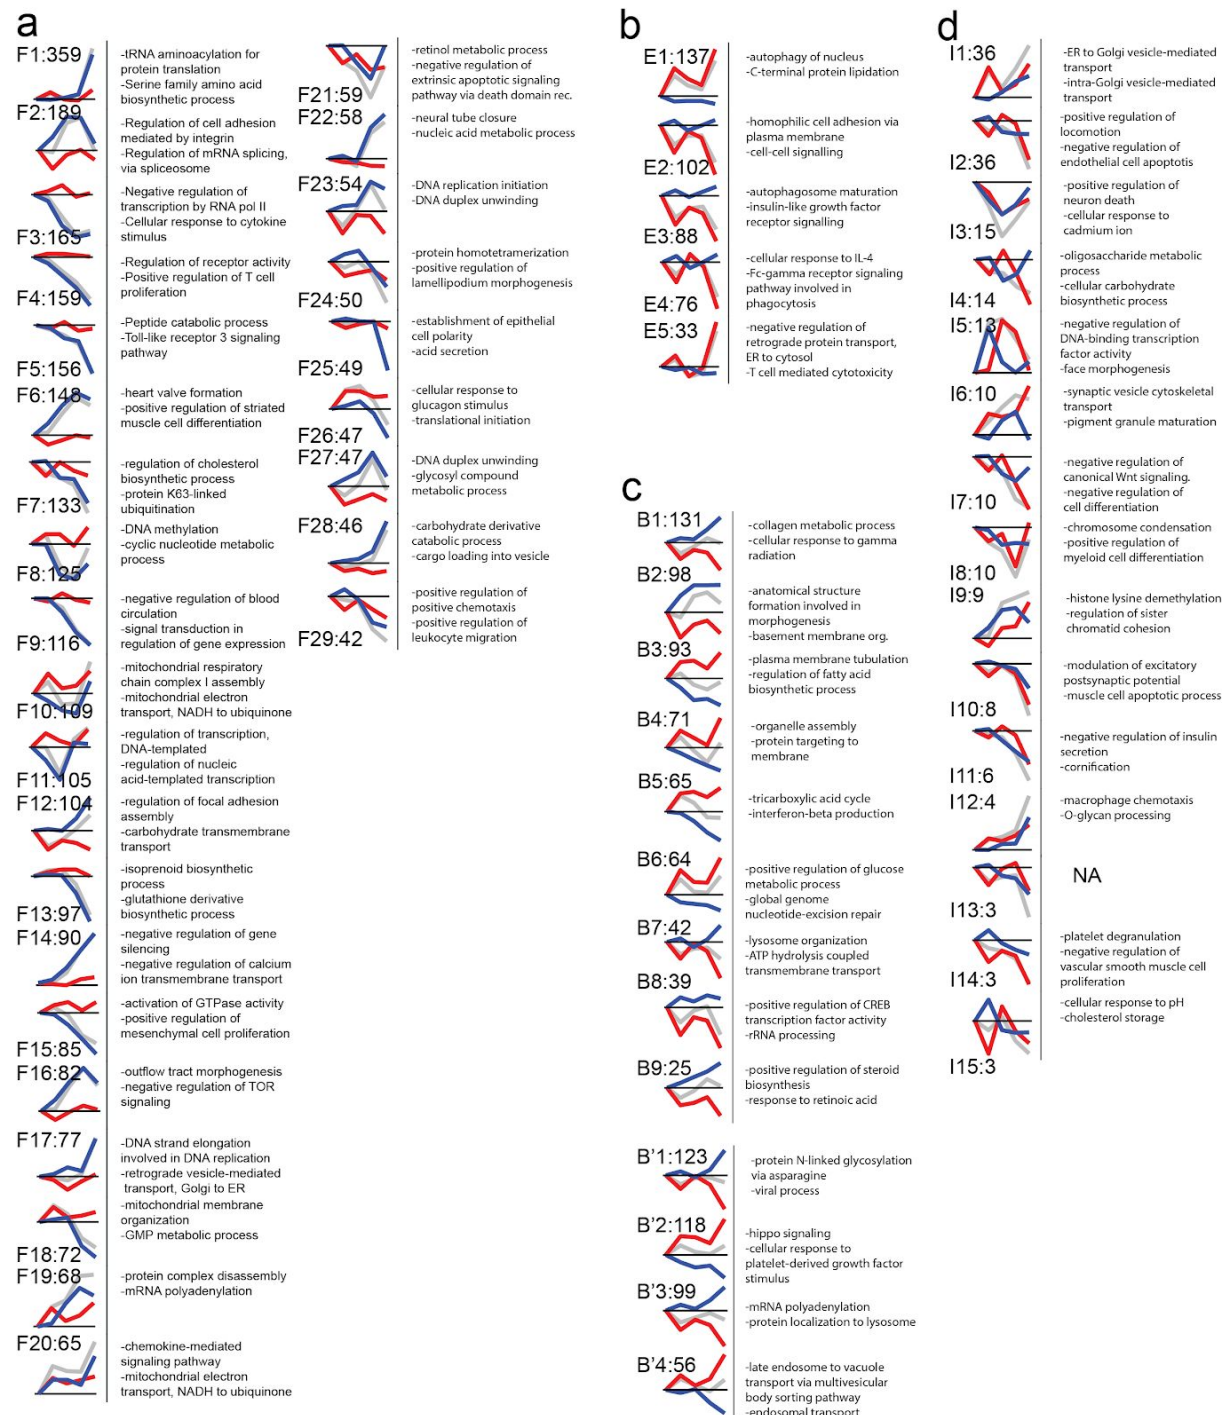 a
F1:359
-tRNA aminoacylation for
protein translation
-Serine family amino acid
biosynthetic process
F2:189
-Regulation of cell adhesion
mediated by integrin
-Regulation of mRNA splicing,
via spliceosome
F3:165
-Negative regulation of
transcription by RNA pol II
-Cellular response to cytokine
stimulus
F4:159
-Regulation of receptor activity
-Positive regulation of T cell
proliferation
F5:156
-Peptide catabolic process
-Toll-like receptor 3 signaling
pathway
F6:148
-heart valve formation
-positive regulation of striated
muscle cell differentiation
F7:133
-regulation of cholesterol
biosynthetic process
-protein K63-linked
ubiquitination
F8:125
-DNA methylation
-cyclic nucleotide metabolic
process
F9:116
-negative regulation of blood
circulation
-signal transduction in
regulation of gene expression
F10:109
-mitochondrial respiratory
chain complex I assembly
-mitochondrial electron
transport, NADH to ubiquinone
F11:105
-regulation of transcription,
DNA-templated
-regulation of nucleic
acid-templated transcription
F12:104
-regulation of focal adhesion
assembly
-carbohydrate transmembrane
transport
F13:97
-isoprenoid biosynthetic
process
-glutathione derivative
biosynthetic process
F14:90
-negative regulation of gene
silencing
-negative regulation of calcium
ion transmembrane transport
F15:85
-activation of GTPase activity
-positive regulation of
mesenchymal cell proliferation
F16:82
-outflow tract morphogenesis
-negative regulation of TOR
signaling
F17:77
-DNA strand elongation
involved in DNA replication
-retrograde vesicle-mediated
transport, Golgi to ER
F18:72
-mitochondrial membrane
organization
-GMP metabolic process
F19:68
-protein complex disassembly
-mRNA polyadenylation
F20:65
-chemokine-mediated
signaling pathway
-mitochondrial electron
transport, NADH to ubiquinone
F21:59
-retinol metabolic process
-negative regulation of
extrinsic apoptotic signaling
pathway via death domain rec.
F22:58
-neural tube closure
-nucleic acid metabolic process
F23:54
-DNA replication initiation
-DNA duplex unwinding
F24:50
-protein homotetramerization
-positive regulation of
lamellipodium morphogenesis
F25:49
-establishment of epithelial
cell polarity
-acid secretion
F26:47
-cellular response to
glucagon stimulus
-translational initiation
F27:47
-DNA duplex unwinding
-glycosyl compound
metabolic process
F28:46
-carbohydrate derivative
catabolic process
-cargo loading into vesicle
F29:42
-positive regulation of
positive chemotaxis
-positive regulation of
leukocyte migration
b
E1:137
-autophagy of nucleus
-C-terminal protein lipidation
E2:102
-homophilic cell adhesion via
plasma membrane
-cell-cell signalling
E3:88
-autophagosome maturation
-insulin-like growth factor
receptor signalling
E4:76
-cellular response to IL-4
-Fc-gamma receptor signaling
pathway involved in
phagocytosis
E5:33
-negative regulation of
retrograde protein transport,
ER to cytosol
-T cell mediated cytotoxicity
c
B1:131
-collagen metabolic process
-cellular response to gamma
radiation
B2:98
-anatomical structure
formation involved in
morphogenesis
-basement membrane org.
B3:93
-plasma membrane tubulation
-regulation of fatty acid
biosynthetic process
B4:71
-organelle assembly
-protein targeting to
membrane
B5:65
-tricarboxylic acid cycle
-interferon-beta production
B6:64
-positive regulation of glucose
metabolic process
-global genome
nucleotide-excision repair
B7:42
-lysosome organization
-ATP hydrolysis coupled
transmembrane transport
B8:39
-positive regulation of CREB
transcription factor activity
-rRNA processing
B9:25
-positive regulation of steroid
biosynthesis
-response to retinoic acid
B'1:123
-protein N-linked glycosylation
via asparagine
-viral process
B'2:118
-hippo signaling
-cellular response to
platelet-derived growth factor
stimulus
B'3:99
-mRNA polyadenylation
-protein localization to lysosome
B'4:56
-late endosome to vacuole
transport via multivesicular
body sorting pathway
-endosomal transport
d
I1:36
-ER to Golgi vesicle-mediated
transport
-intra-Golgi vesicle-mediated
transport
I2:36
-positive regulation of
locomotion
-negative regulation of
endothelial cell apoptotis
I3:15
-positive regulation of
neuron death
-cellular response to
cadmium ion
I4:14
-oligosaccharide metabolic
process
-cellular carbohydrate
biosynthetic process
I5:13
-negative regulation of
DNA-binding transcription
factor activity
-face morphogenesis
I6:10
-synaptic vesicle cytoskeletal
transport
-pigment granule maturation
I7:10
-negative regulation of
canonical Wnt signaling.
-negative regulation of
cell differentiation
I8:10
-chromosome condensation
-positive regulation of
myeloid cell differentiation
I9:9
-histone lysine demethylation
-regulation of sister
chromatid cohesion
I10:8
-modulation of excitatory
postsynaptic potential
-muscle cell apoptotic process
I11:6
-negative regulation of insulin
secretion
-cornification
I12:4
-macrophage chemotaxis
-O-glycan processing
I13:3
NA
I14:3
-platelet degranulation
-negative regulation of
vascular smooth muscle cell
proliferation
I15:3
-cellular response to pH
-cholesterol storage